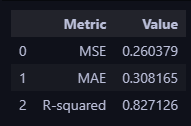 Metric Value
0 MSE 0.260379
1 MAE 0.308165
2 R-squared 0.827126